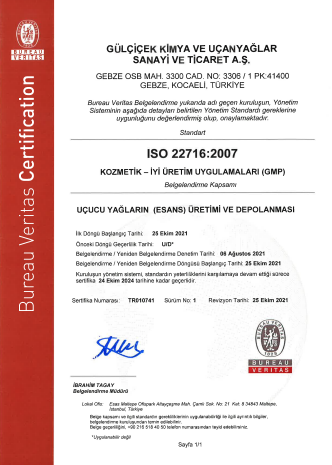 BUREAU
VERITAS
Bureau Veritas Certification
GÜLÇİÇEK KİMYA VE UÇANYAĞLAR
SANAYİ VE TİCARET A.Ş.
GEBZE OSB MAH. 3300 CAD. NO: 3306 / 1 PK:41400
GEBZE, KOCAELİ, TÜRKİYE
Bureau Veritas Belgelendirme yukarıda adı geçen kuruluşun, Yönetim
Sisteminin aşağıda detayları belirtilen Yönetim Standardı gereklerine
uygunluğunu değerlendirmiş olup, onaylamaktadır.
Standart
ISO 22716:2007
KOZMETİK – İYİ ÜRETİM UYGULAMALARI (GMP)
Belgelendirme Kapsamı
UÇUCU YAĞLARIN (ESANS) ÜRETİMİ VE DEPOLANMASI
İlk Döngü Başlangıç Tarihi: 25 Ekim 2021
Önceki Döngü Geçerlilik Tarihi: U/D*
Belgelendirme / Yeniden Belgelendirme Denetim Tarihi: 06 Ağustos 2021
Belgelendirme / Yeniden Belgelendirme Döngüsü Başlangıç Tarihi: 25 Ekim 2021
Kuruluşun yönetim sistemi, standardın yeterliliklerini karşılamaya devam ettiği sürece
sertifika 24 Ekim 2024 tarihine kadar geçerlidir.
Sertifika Numarası: TR010741 Sürüm No: 1 Revizyon Tarihi: 25 Ekim 2021
BUREAU
VERITAS
İBRAHİM TAGAY
Belgelendirme Müdürü
Lokal Ofis: Esas Maltepe Ofispark Altayçeşme Mah. Çamlı Sok. No: 21 Kat: 6 34843 Maltepe,
İstanbul, Türkiye
Belge kapsamı ve ilgili standardın gerekliliklerinin uygulanabilirliği ile ilgili ayrıntılı bilgiler,
belgelendirme kurumundan temin edilebilir.
Belge geçerliliğini, +90 216 518 40 50 telefon numarasından teyid edebilirsiniz.
*Uygulanabilir değil
Sayfa 1/1